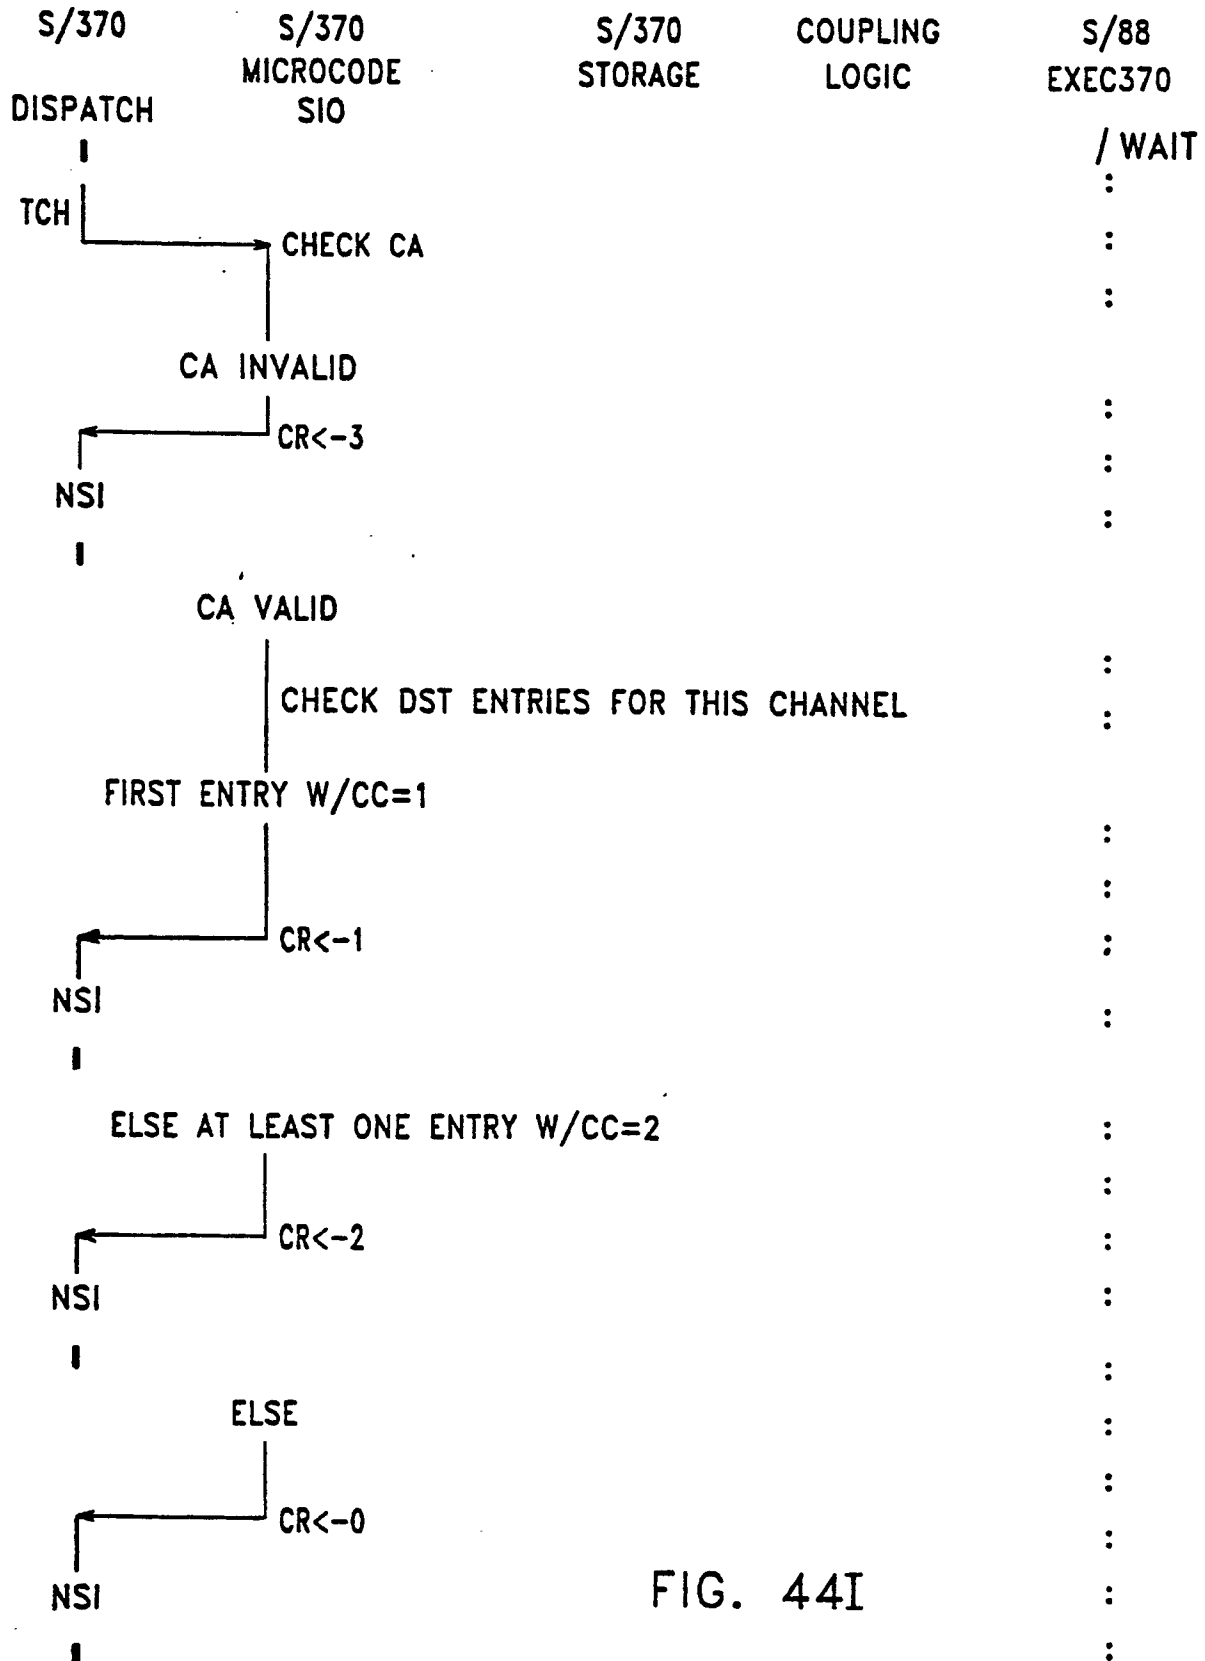 S/370 S/370 S/370 COUPLING S/88
MICROCODE STORAGE LOGIC EXEC370
DISPATCH SIO
/ WAIT
TCH
CHECK CA
CA INVALID
CR<-3
NSI
CA VALID
CHECK DST ENTRIES FOR THIS CHANNEL
FIRST ENTRY W/CC=1
CR<-1
NSI
ELSE AT LEAST ONE ENTRY W/CC=2
CR<-2
NSI
ELSE
CR<-0
NSI
FIG. 44I